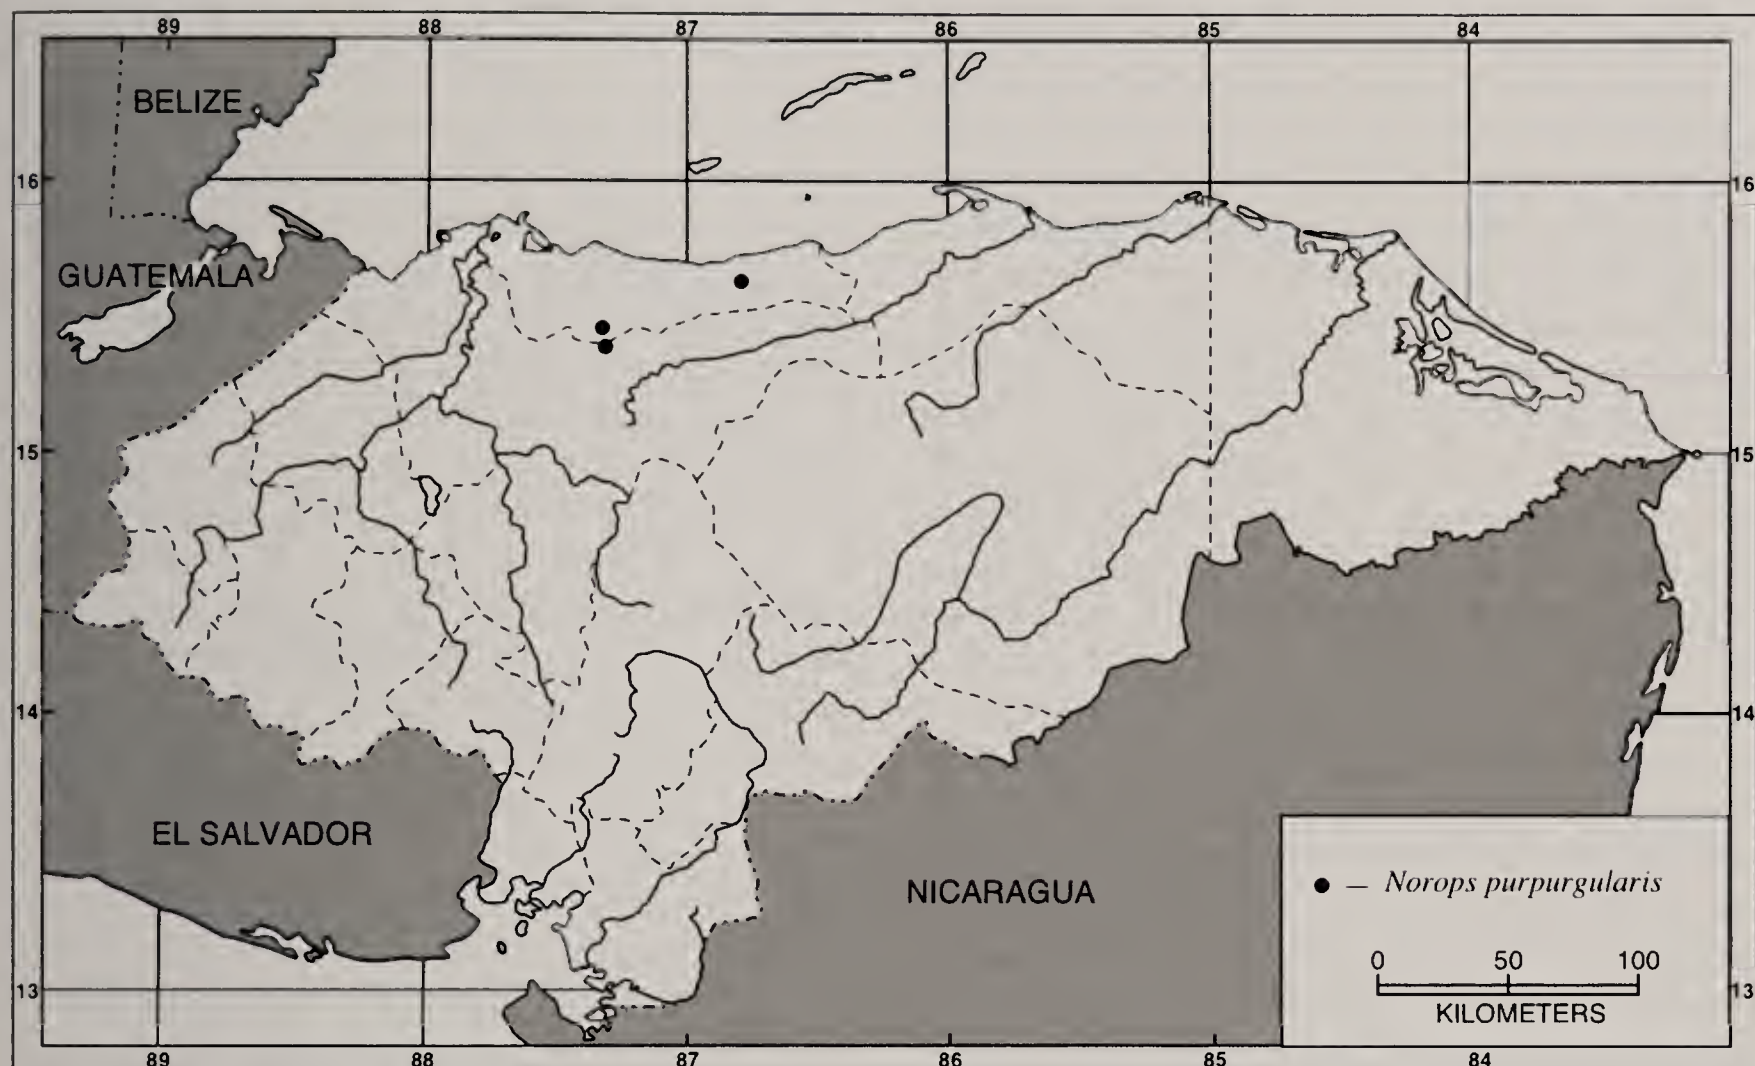 89 88 87 86 85 84
BELIZE
16 16
GUATEMALA
15 15
14 14
EL SALVADOR
NICARAGUA
● — Norops purpurgularis
0 50 100
KILOMETERS
13 13
89 88 87 86 85 84